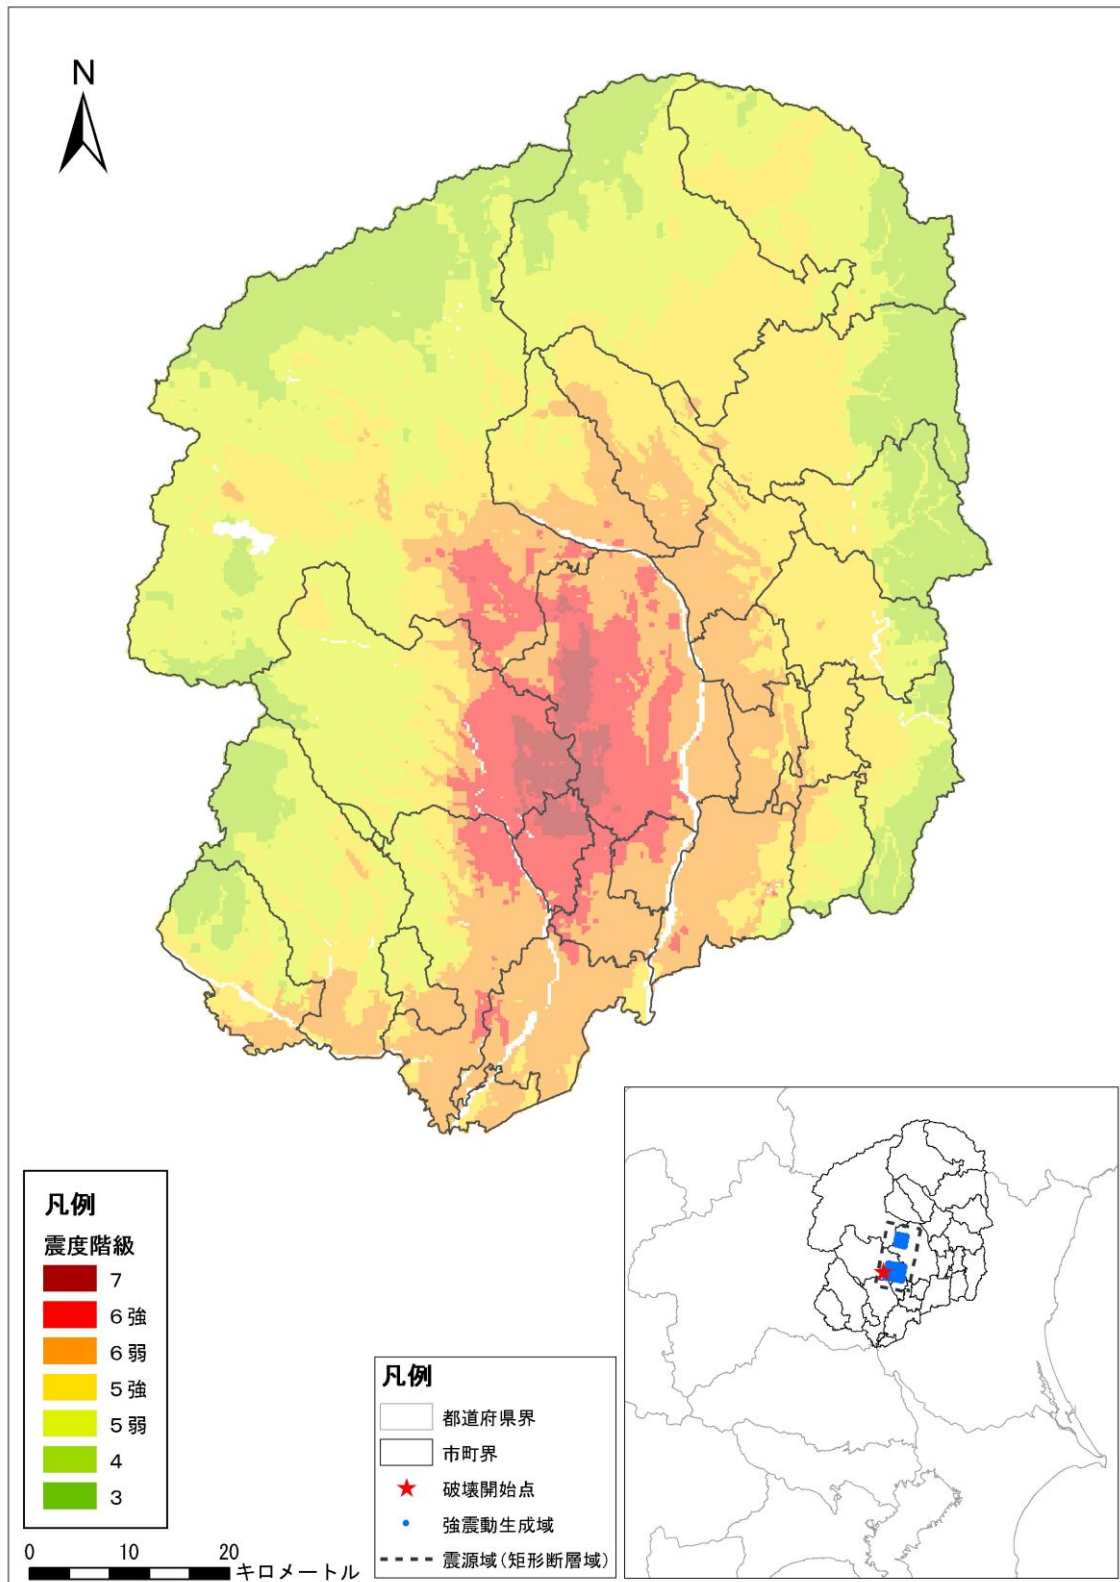 N
凡例
震度階級
7
6強
6弱
5強
5弱
4
3
0 10 20
キロメートル
凡例
都道府県界
市町界
破壊開始点
強震動生成域
震源域(矩形断層域)